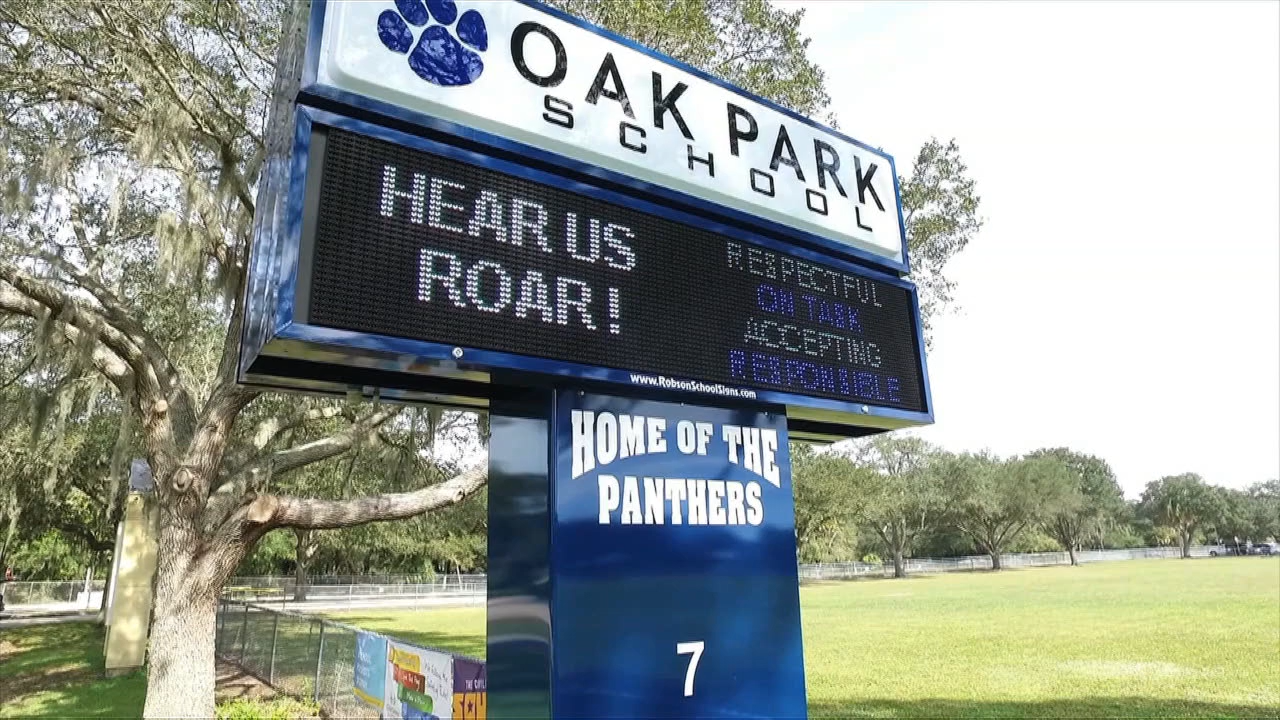 OAK PARK
SCHOOL
HEAR US
ROAR!
RESPECTFUL
ON TASK
ACCEPTING
RESPONSIBLE
www.RobsonSchoolSigns.com
HOME OF THE
PANTHERS
7